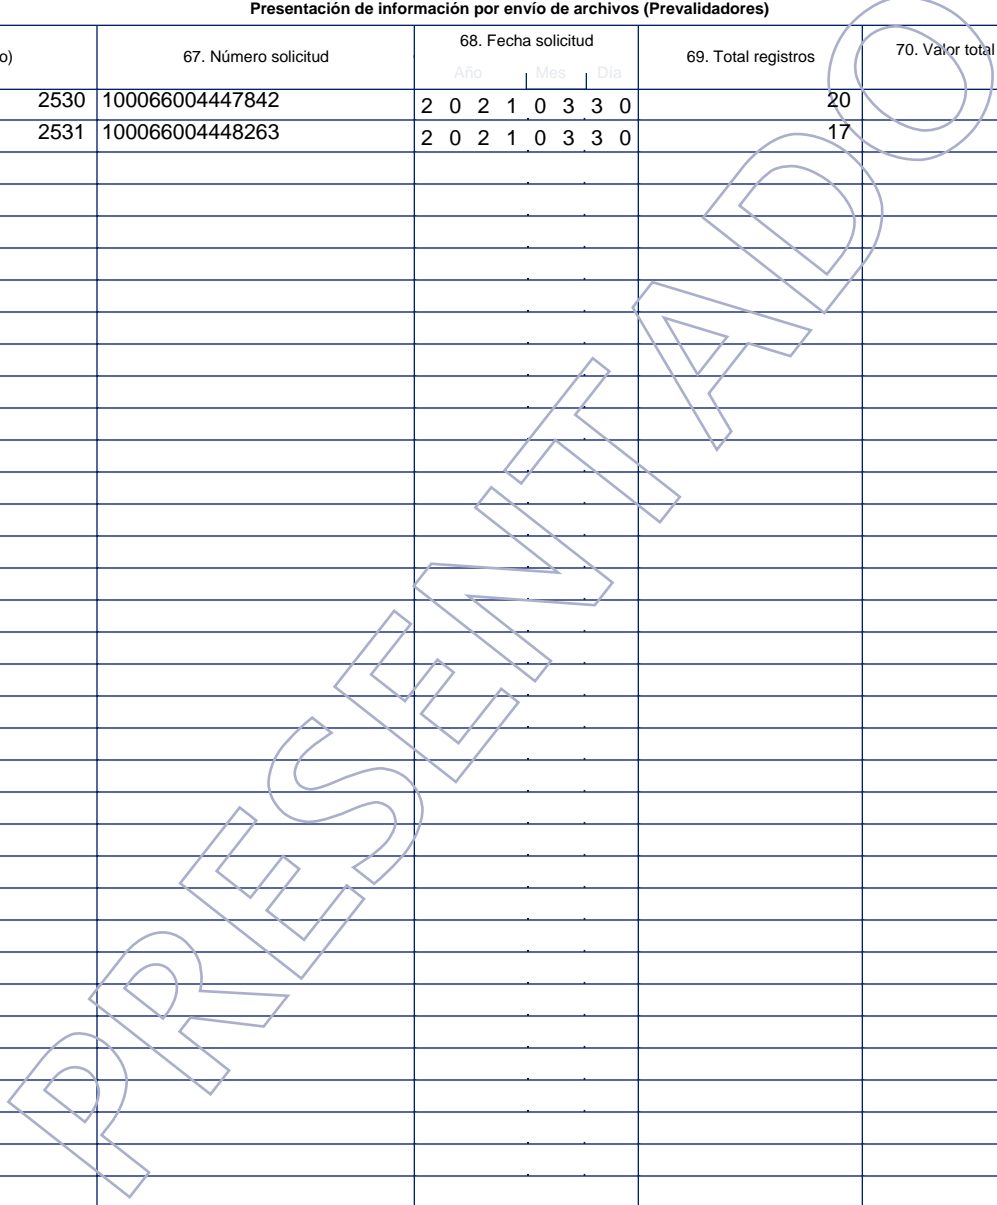 Presentación de información por envío de archivos (Prevalidadores)
o) 67. Número solicitud 68. Fecha solicitud 69. Total registros 70. Valor total
Año Mes Día
2530 100066004447842 2 0 2 1 0 3 3 0 20
2531 100066004448263 2 0 2 1 0 3 3 0 17
PRESENTADO